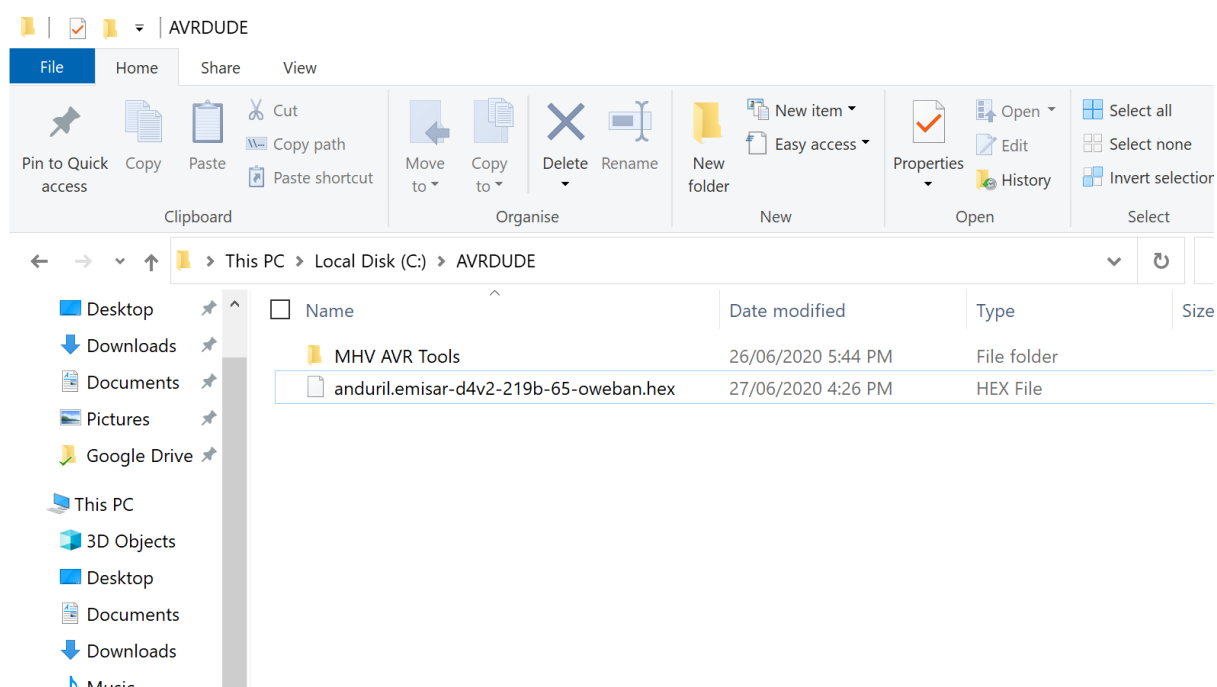 AVRDUDE
File Home Share View
Pin to Quick access
Copy
Paste
Cut
Copy path
Paste shortcut
Clipboard
Move to
Copy to
Delete
Rename
Organise
New folder
New item
Easy access
New
Properties
Open
Edit
History
Open
Select all
Select none
Invert selection
Select
This PC > Local Disk (C:) > AVRDUDE
Name Date modified Type Size
MHV AVR Tools 26/06/2020 5:44 PM File folder
anduril.emisar-d4v2-219b-65-oweban.hex 27/06/2020 4:26 PM HEX File
Desktop
Downloads
Documents
Pictures
Google Drive
This PC
3D Objects
Desktop
Documents
Downloads
Music